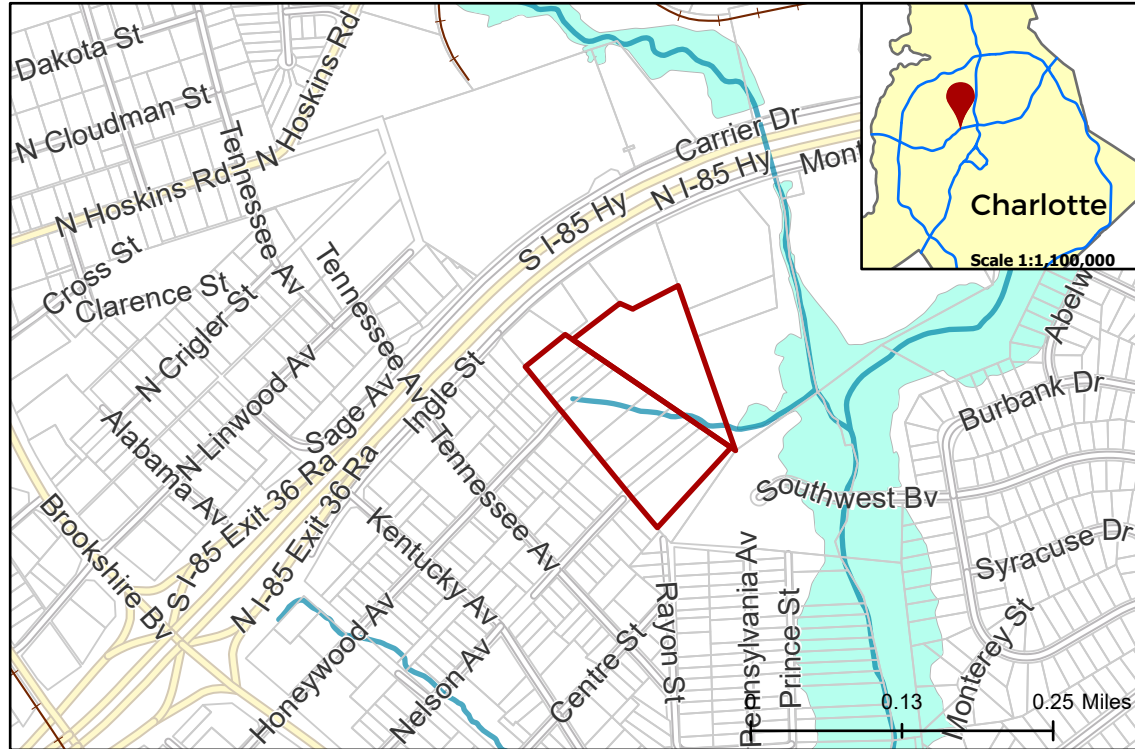 Dakota St
N Cloudman St
Tennessee Av
N Hoskins Rd
N Hoskins Rd
Cross St
Clarence St
N Crigler St
Tennessee Av
N Linwood Av
Alabama Av
Sage Av
Ingle St
Tennessee Av
S I-85 Hy
N I-85 Hy
Carrier Dr
Mont
Charlotte
Scale 1:1,100,000
Abelw
Burbank Dr
Southwest Bv
Syracuse Dr
Monterey St
Brookshire Bv
S I-85 Exit 36 Ra
N I-85 Exit 36 Ra
Kentucky Av
Honeywood Av
Nelson Av
Centre St
Rayon St
Pennsylvania Av
Prince St
0.13
0.25 Miles